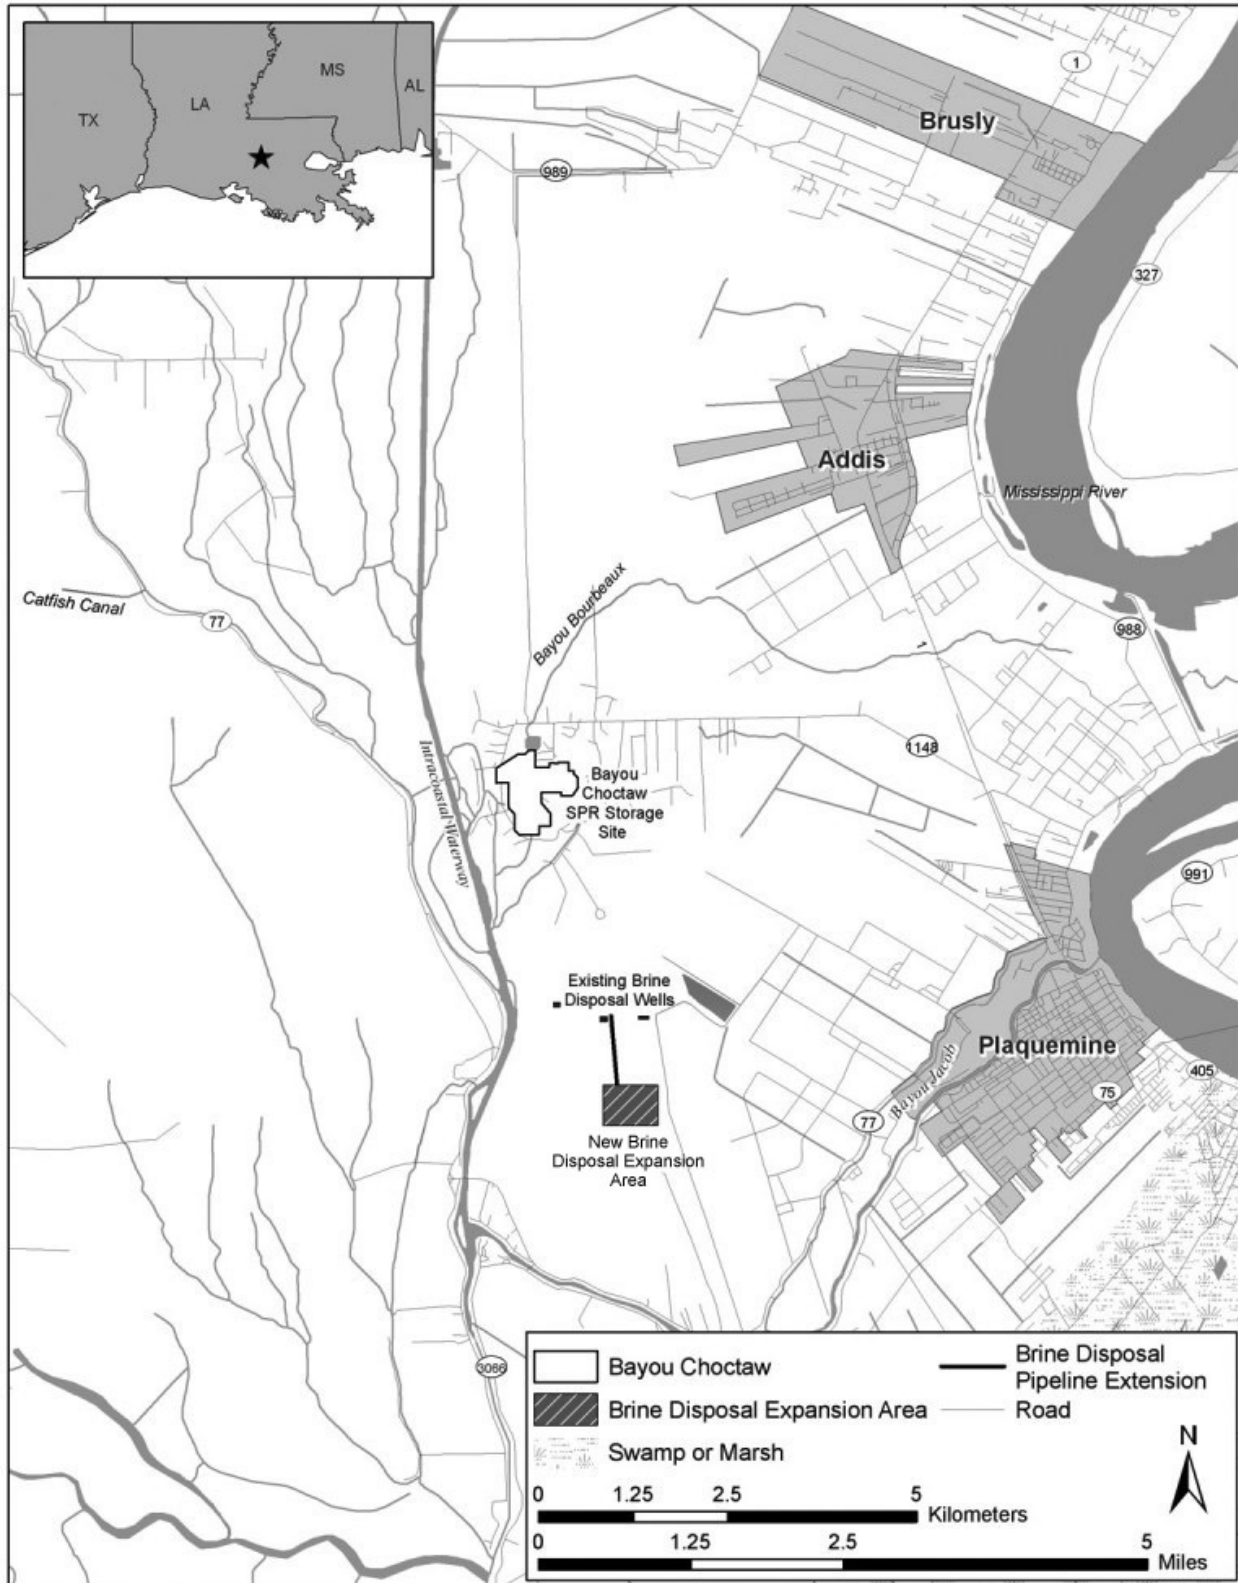 MS
AL
LA
TX
1
Brusly
989
327
Addis
Mississippi River
Bayou Bourbeaux
Catfish Canal
77
988
1
1148
Intracoastal Waterway
Bayou
Choctaw
SPR Storage
Site
991
Existing Brine
Disposal Wells
Plaquemine
Bayou Jacob
405
75
77
New Brine
Disposal Expansion
Area
3066
Bayou Choctaw
Brine Disposal
Pipeline Extension
Brine Disposal Expansion Area
Road
Swamp or Marsh
N
0 1.25 2.5 5
Kilometers
0 1.25 2.5 5
Miles